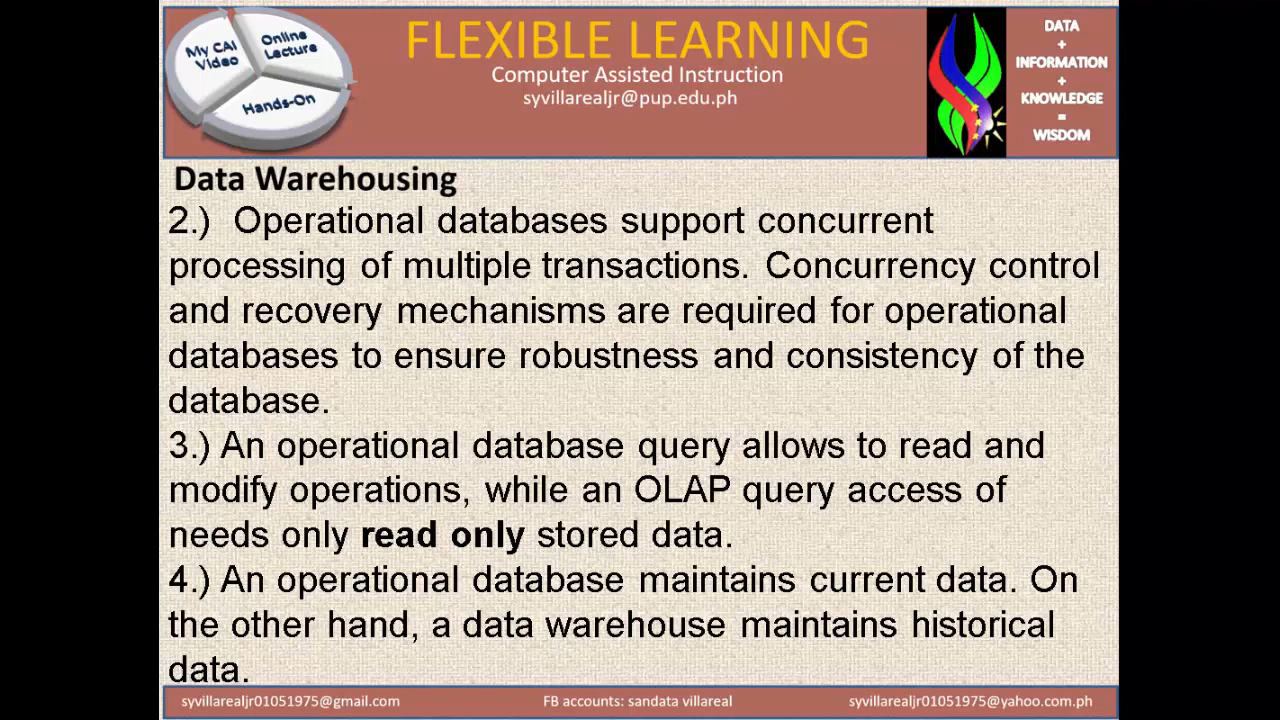 My CAI
Video
Online
Lecture
Hands-On
FLEXIBLE LEARNING
Computer Assisted Instruction
syvillarealjr@pup.edu.ph
DATA
+
INFORMATION
+
KNOWLEDGE
=
WISDOM
Data Warehousing
2.) Operational databases support concurrent
processing of multiple transactions. Concurrency control
and recovery mechanisms are required for operational
databases to ensure robustness and consistency of the
database.
3.) An operational database query allows to read and
modify operations, while an OLAP query access of
needs only read only stored data.
4.) An operational database maintains current data. On
the other hand, a data warehouse maintains historical
data.
syvillarealjr01051975@gmail.com
FB accounts: sandata villareal
syvillarealjr01051975@yahoo.com.ph